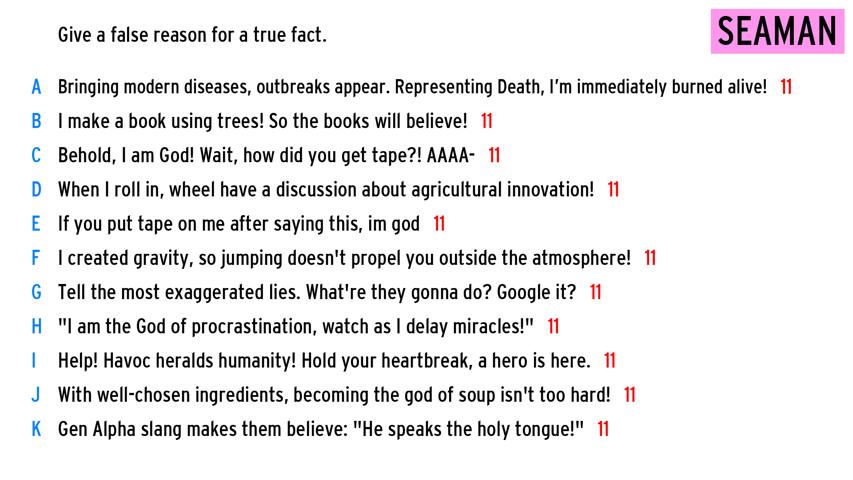 Give a false reason for a true fact.
SEAMAN
A Bringing modern diseases, outbreaks appear. Representing Death, I'm immediately burned alive! 11
B I make a book using trees! So the books will believe! 11
C Behold, I am God! Wait, how did you get tape?! AAAA- 11
D When I roll in, wheel have a discussion about agricultural innovation! 11
E If you put tape on me after saying this, im god 11
F I created gravity, so jumping doesn't propel you outside the atmosphere! 11
G Tell the most exaggerated lies. What're they gonna do? Google it? 11
H "I am the God of procrastination, watch as I delay miracles!" 11
I Help! Havoc heralds humanity! Hold your heartbreak, a hero is here. 11
J With well-chosen ingredients, becoming the god of soup isn't too hard! 11
K Gen Alpha slang makes them believe: "He speaks the holy tongue!" 11